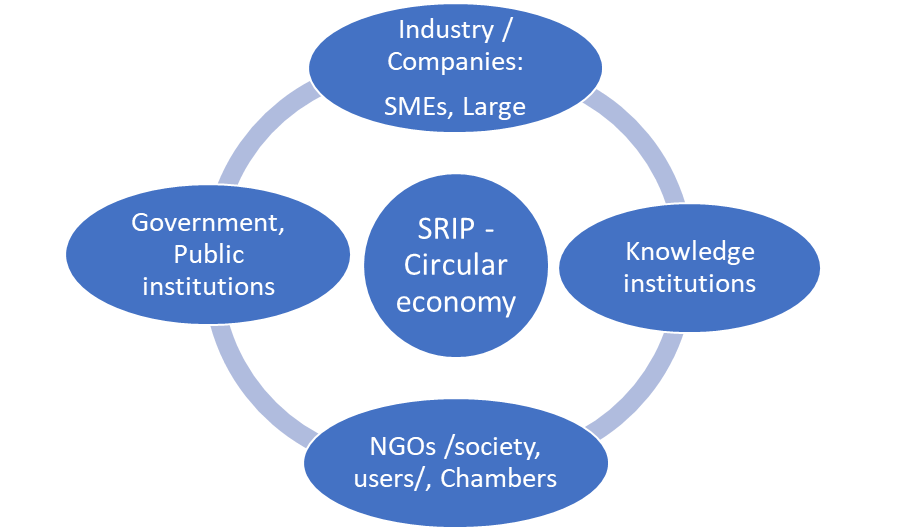 Industry /
Companies:
SMEs, Large
Government,
Public
institutions
SRIP -
Circular
economy
Knowledge
institutions
NGOs /society,
users/, Chambers